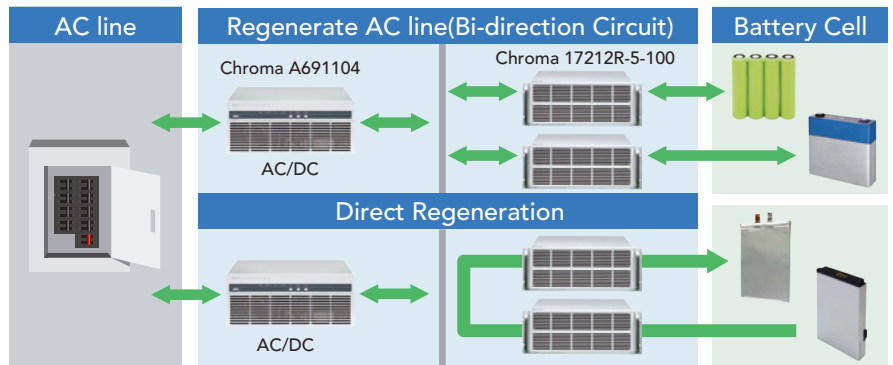 AC line
Regenerate AC line(Bi-direction Circuit)
Battery Cell
Chroma A691104
Chroma 17212R-5-100
AC/DC
Direct Regeneration
AC/DC